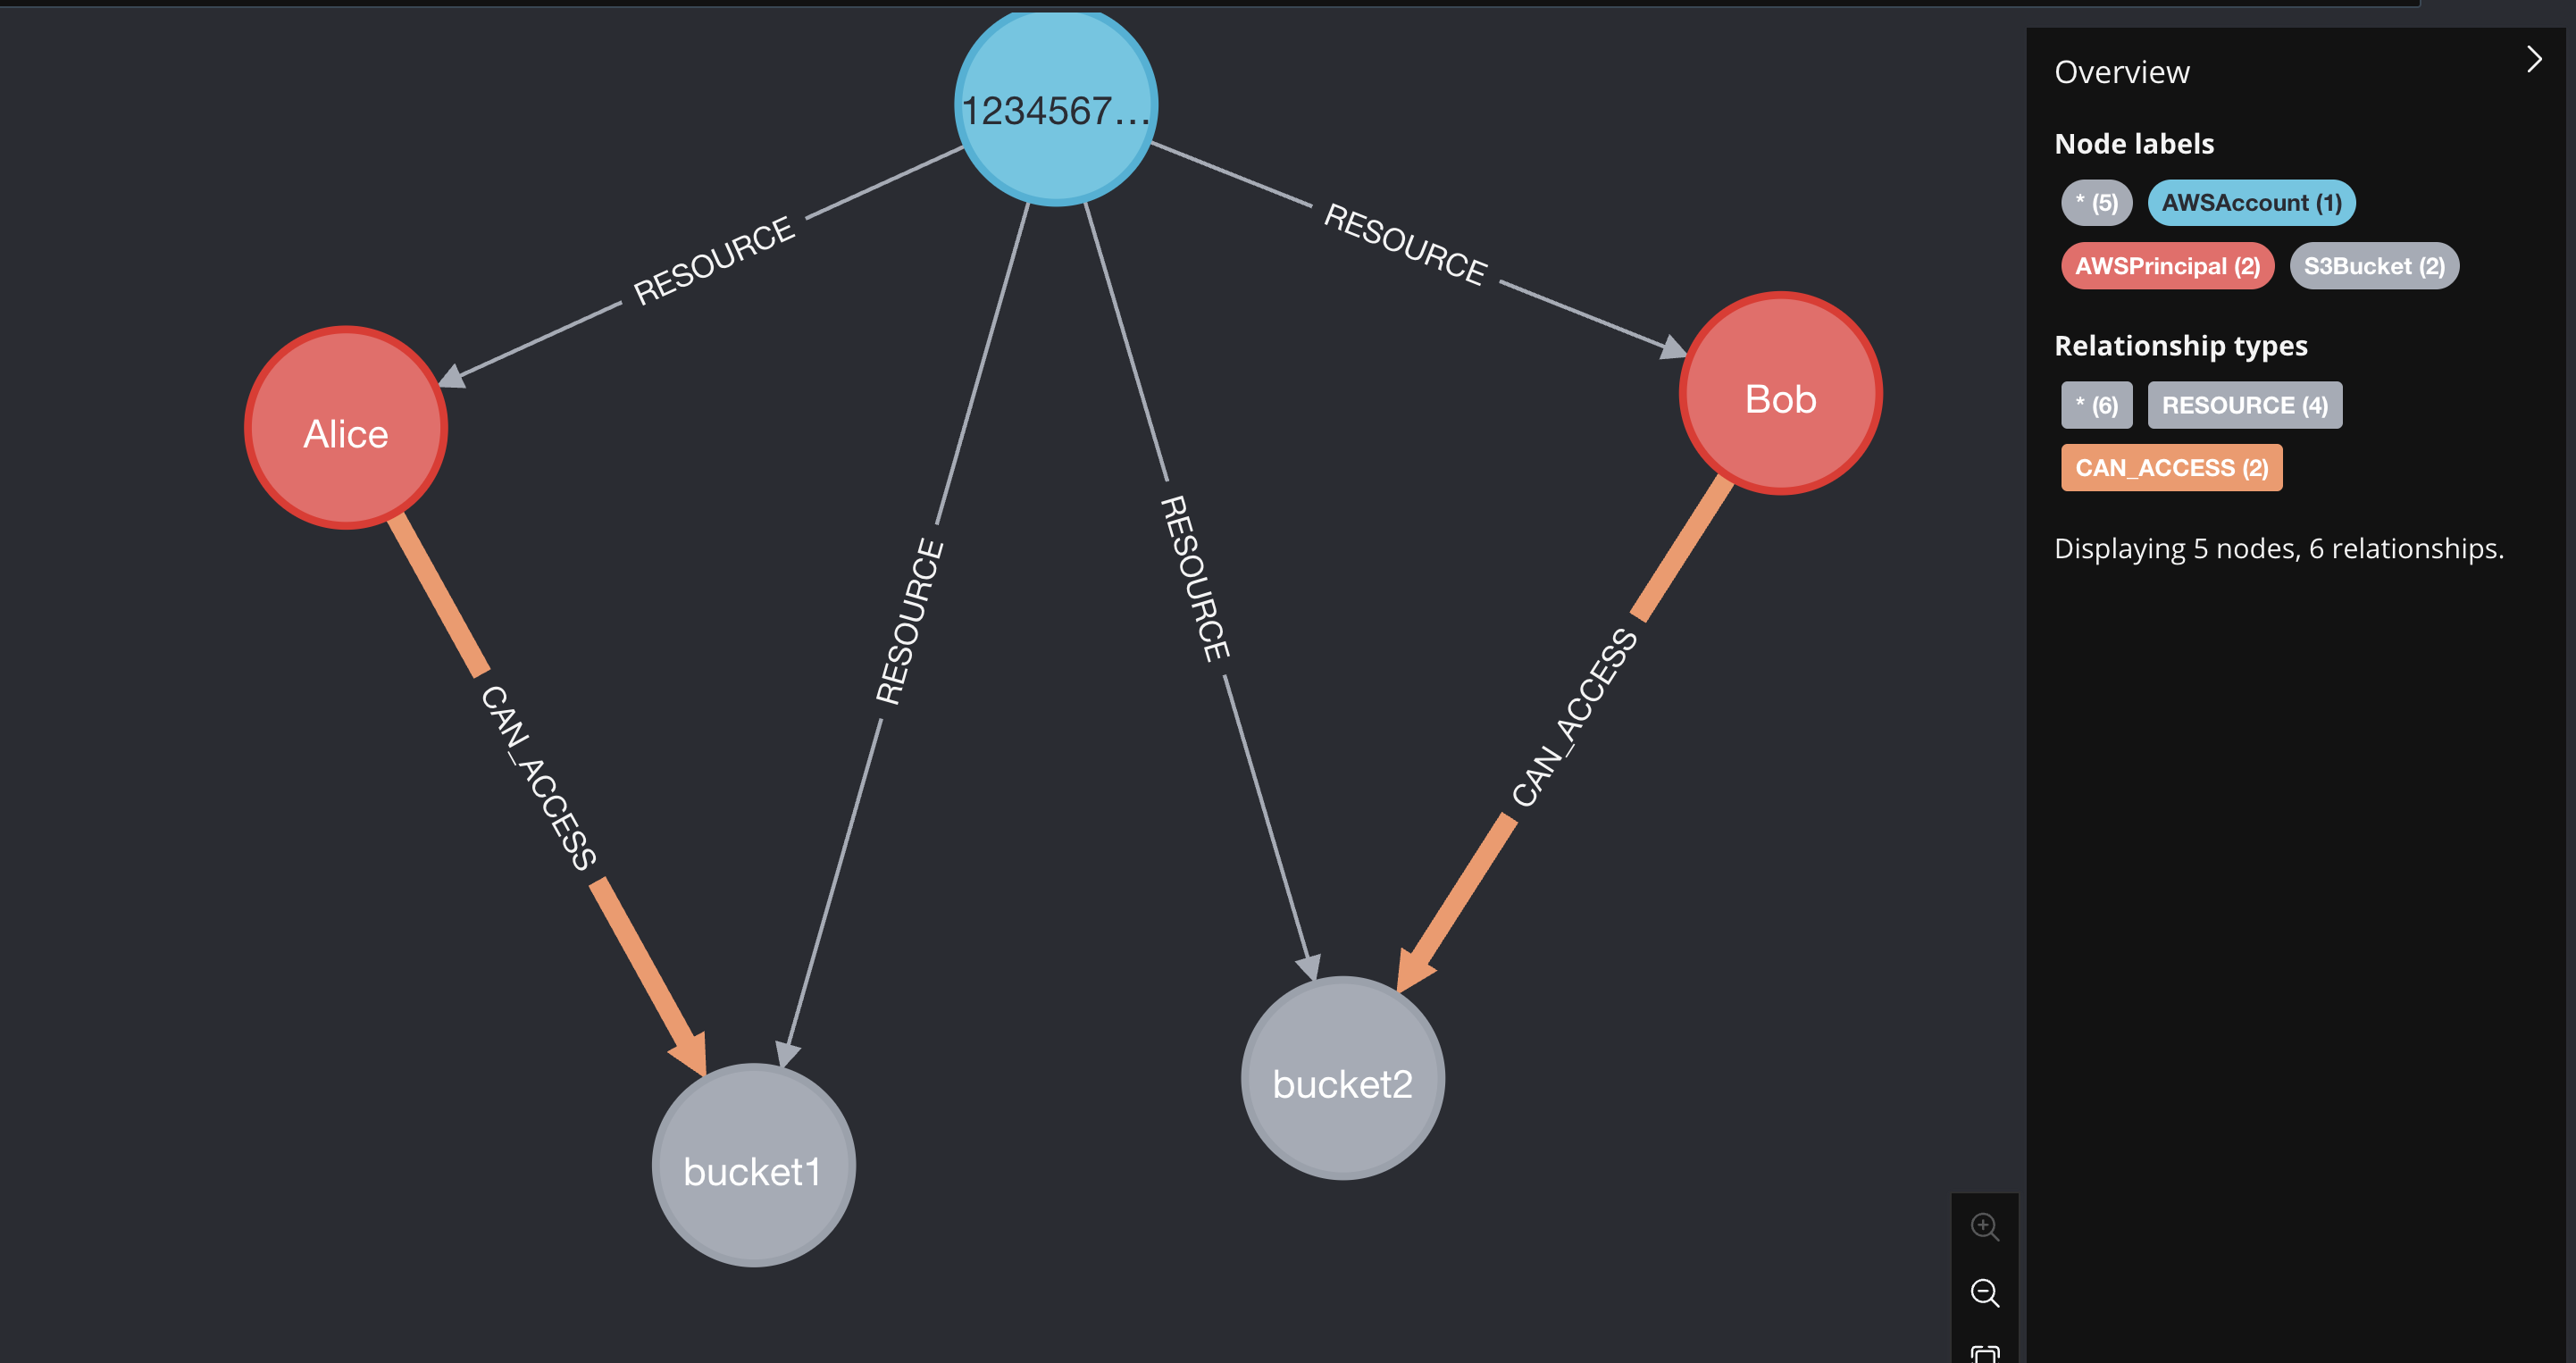 1234567...
RESOURCE
RESOURCE
Alice
Bob
RESOURCE
RESOURCE
CAN_ACCESS
CAN_ACCESS
bucket1
bucket2
Overview
Node labels
* (5)
AWSAccount (1)
AWSPrincipal (2)
S3Bucket (2)
Relationship types
* (6)
RESOURCE (4)
CAN_ACCESS (2)
Displaying 5 nodes, 6 relationships.